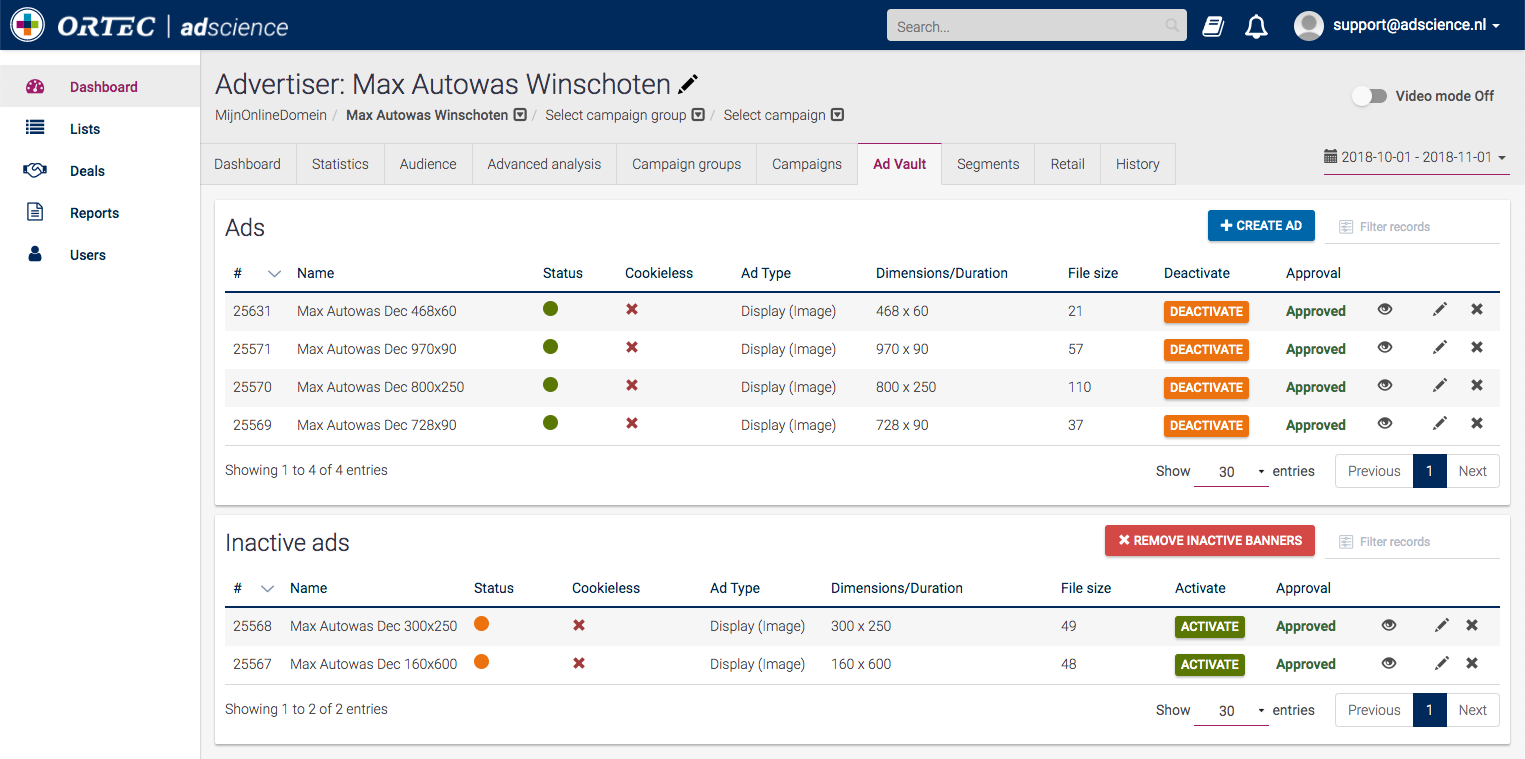 ORTEC | adscience
Search...
support@adscience.nl
Dashboard
Lists
Deals
Reports
Users
Advertiser: Max Autowas Winschoten
MijnOnlineDomein / Max Autowas Winschoten / Select campaign group / Select campaign
Video mode Off
Dashboard Statistics Audience Advanced analysis Campaign groups Campaigns Ad Vault Segments Retail History
2018-10-01 - 2018-11-01
Ads
CREATE AD
Filter records
# Name Status Cookieless Ad Type Dimensions/Duration File size Deactivate Approval
25631 Max Autowas Dec 468x60 Display (Image) 468 x 60 21 DEACTIVATE Approved
25571 Max Autowas Dec 970x90 Display (Image) 970 x 90 57 DEACTIVATE Approved
25570 Max Autowas Dec 800x250 Display (Image) 800 x 250 110 DEACTIVATE Approved
25569 Max Autowas Dec 728x90 Display (Image) 728 x 90 37 DEACTIVATE Approved
Showing 1 to 4 of 4 entries
Show 30 entries
Previous 1 Next
Inactive ads
REMOVE INACTIVE BANNERS
Filter records
# Name Status Cookieless Ad Type Dimensions/Duration File size Activate Approval
25568 Max Autowas Dec 300x250 Display (Image) 300 x 250 49 ACTIVATE Approved
25567 Max Autowas Dec 160x600 Display (Image) 160 x 600 48 ACTIVATE Approved
Showing 1 to 2 of 2 entries
Show 30 entries
Previous 1 Next